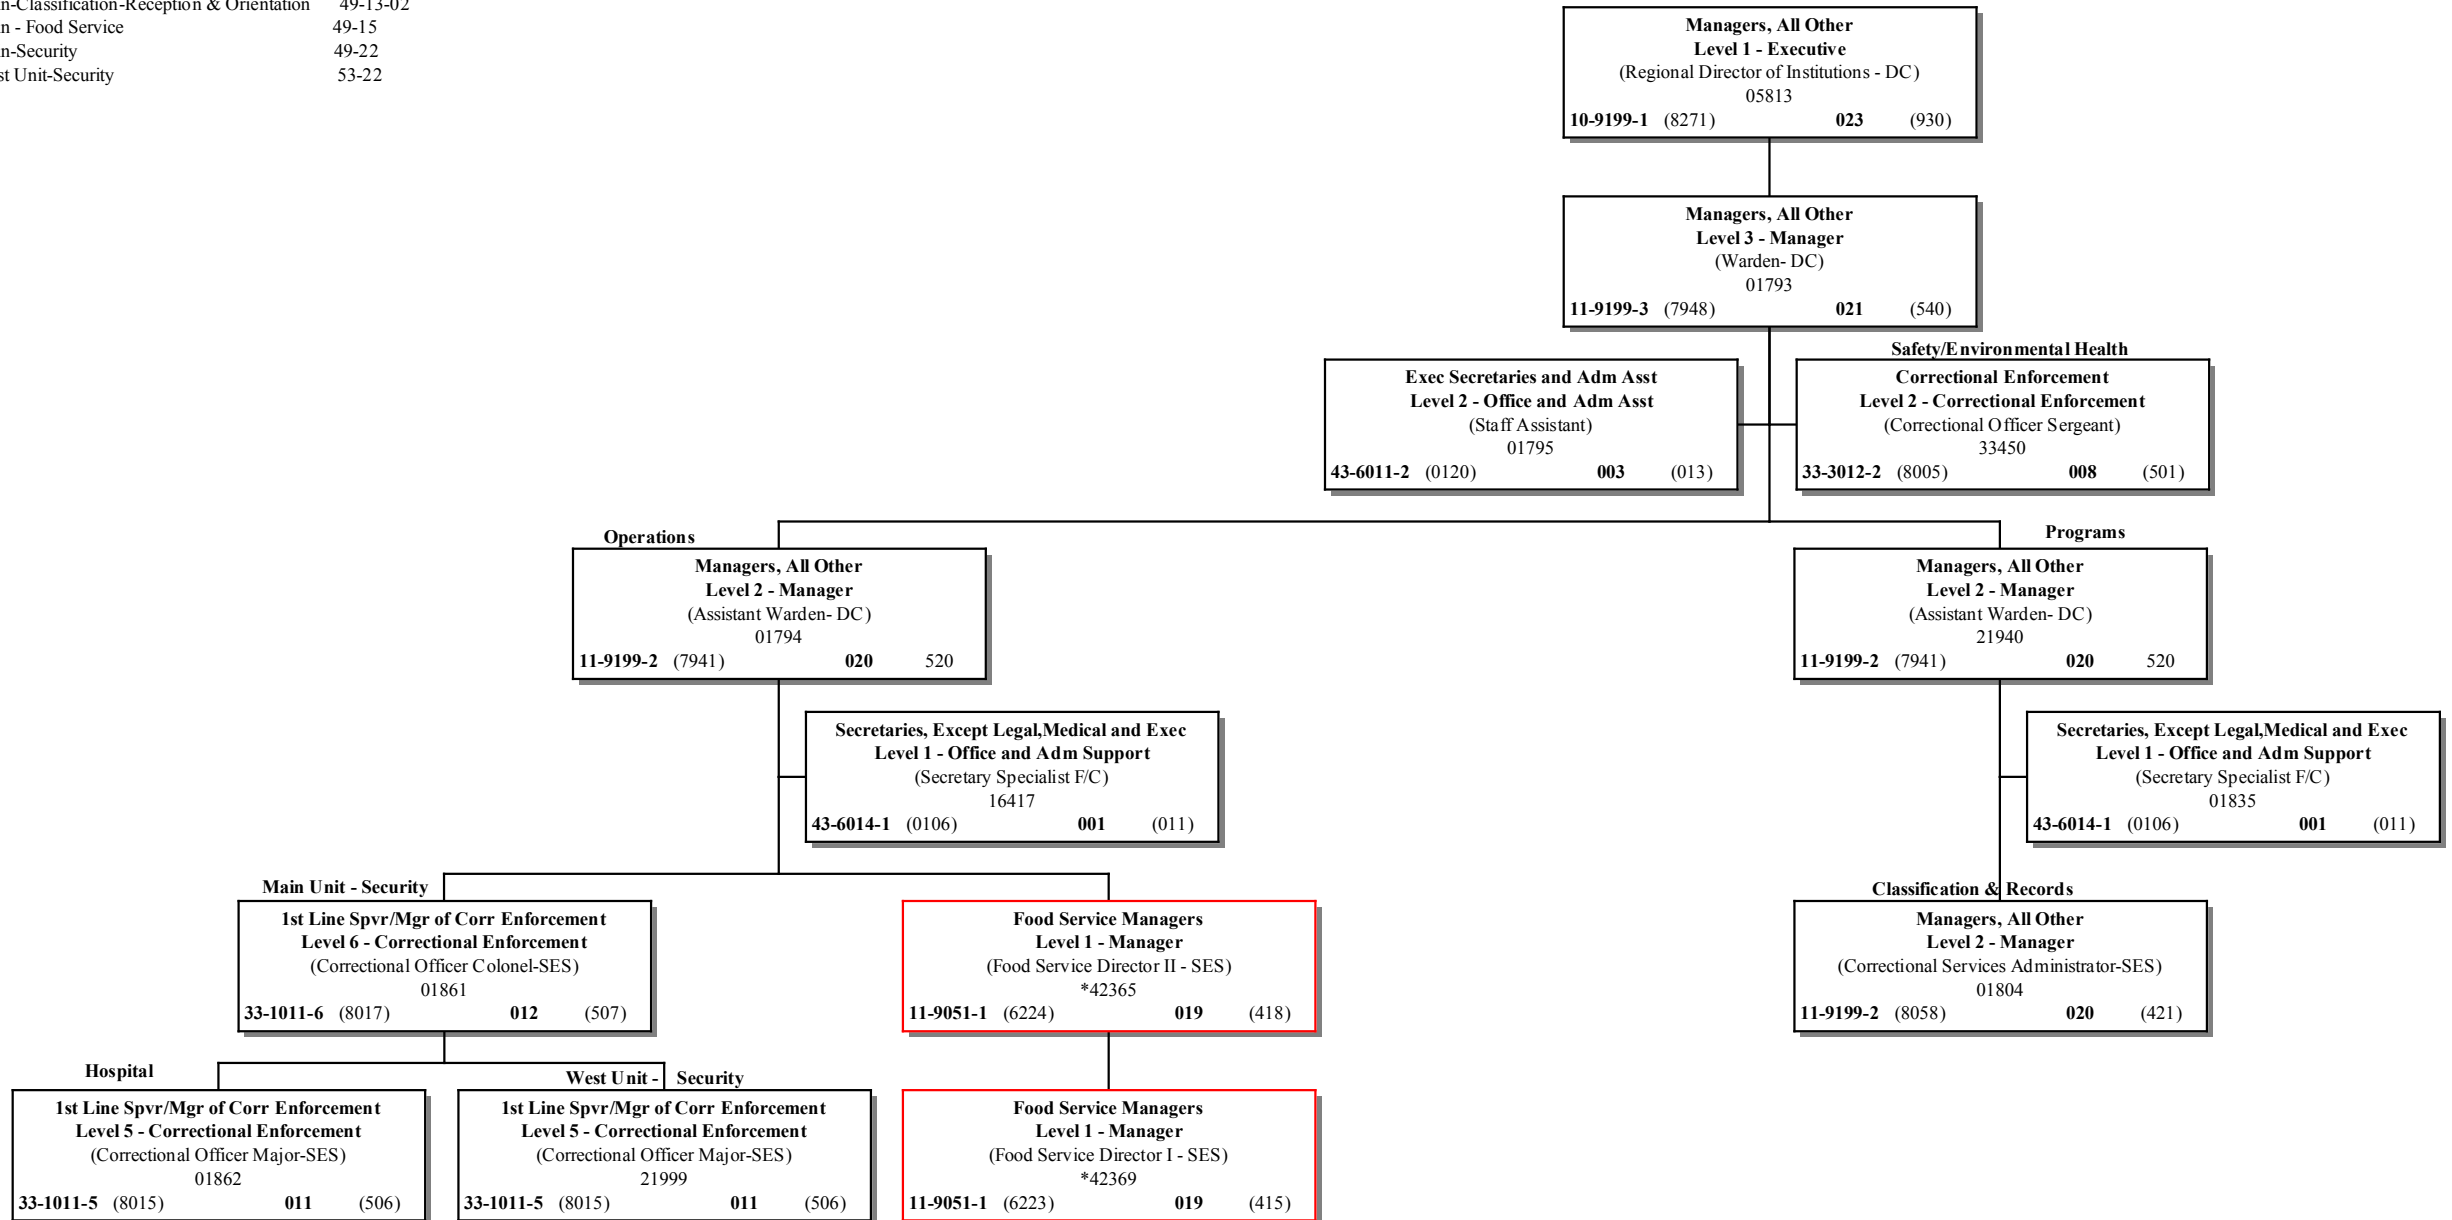 n-Classification-Reception & Orientation 49-13-02
n - Food Service 49-15
n-Security 49-22
st Unit-Security 53-22
Managers, All Other
Level 1 - Executive
(Regional Director of Institutions - DC)
05813
10-9199-1 (8271) 023 (930)
Managers, All Other
Level 3 - Manager
(Warden- DC)
01793
11-9199-3 (7948) 021 (540)
Exec Secretaries and Adm Asst
Level 2 - Office and Adm Asst
(Staff Assistant)
01795
43-6011-2 (0120) 003 (013)
Safety/Environmental Health
Correctional Enforcement
Level 2 - Correctional Enforcement
(Correctional Officer Sergeant)
33450
33-3012-2 (8005) 008 (501)
Operations
Managers, All Other
Level 2 - Manager
(Assistant Warden- DC)
01794
11-9199-2 (7941) 020 520
Programs
Managers, All Other
Level 2 - Manager
(Assistant Warden- DC)
21940
11-9199-2 (7941) 020 520
Secretaries, Except Legal,Medical and Exec
Level 1 - Office and Adm Support
(Secretary Specialist F/C)
16417
43-6014-1 (0106) 001 (011)
Secretaries, Except Legal,Medical and Exec
Level 1 - Office and Adm Support
(Secretary Specialist F/C)
01835
43-6014-1 (0106) 001 (011)
Main Unit - Security
1st Line Spvr/Mgr of Corr Enforcement
Level 6 - Correctional Enforcement
(Correctional Officer Colonel-SES)
01861
33-1011-6 (8017) 012 (507)
Food Service Managers
Level 1 - Manager
(Food Service Director II - SES)
*42365
11-9051-1 (6224) 019 (418)
Classification & Records
Managers, All Other
Level 2 - Manager
(Correctional Services Administrator-SES)
01804
11-9199-2 (8058) 020 (421)
Hospital
1st Line Spvr/Mgr of Corr Enforcement
Level 5 - Correctional Enforcement
(Correctional Officer Major-SES)
01862
33-1011-5 (8015) 011 (506)
West Unit - Security
1st Line Spvr/Mgr of Corr Enforcement
Level 5 - Correctional Enforcement
(Correctional Officer Major-SES)
21999
33-1011-5 (8015) 011 (506)
Food Service Managers
Level 1 - Manager
(Food Service Director I - SES)
*42369
11-9051-1 (6223) 019 (415)